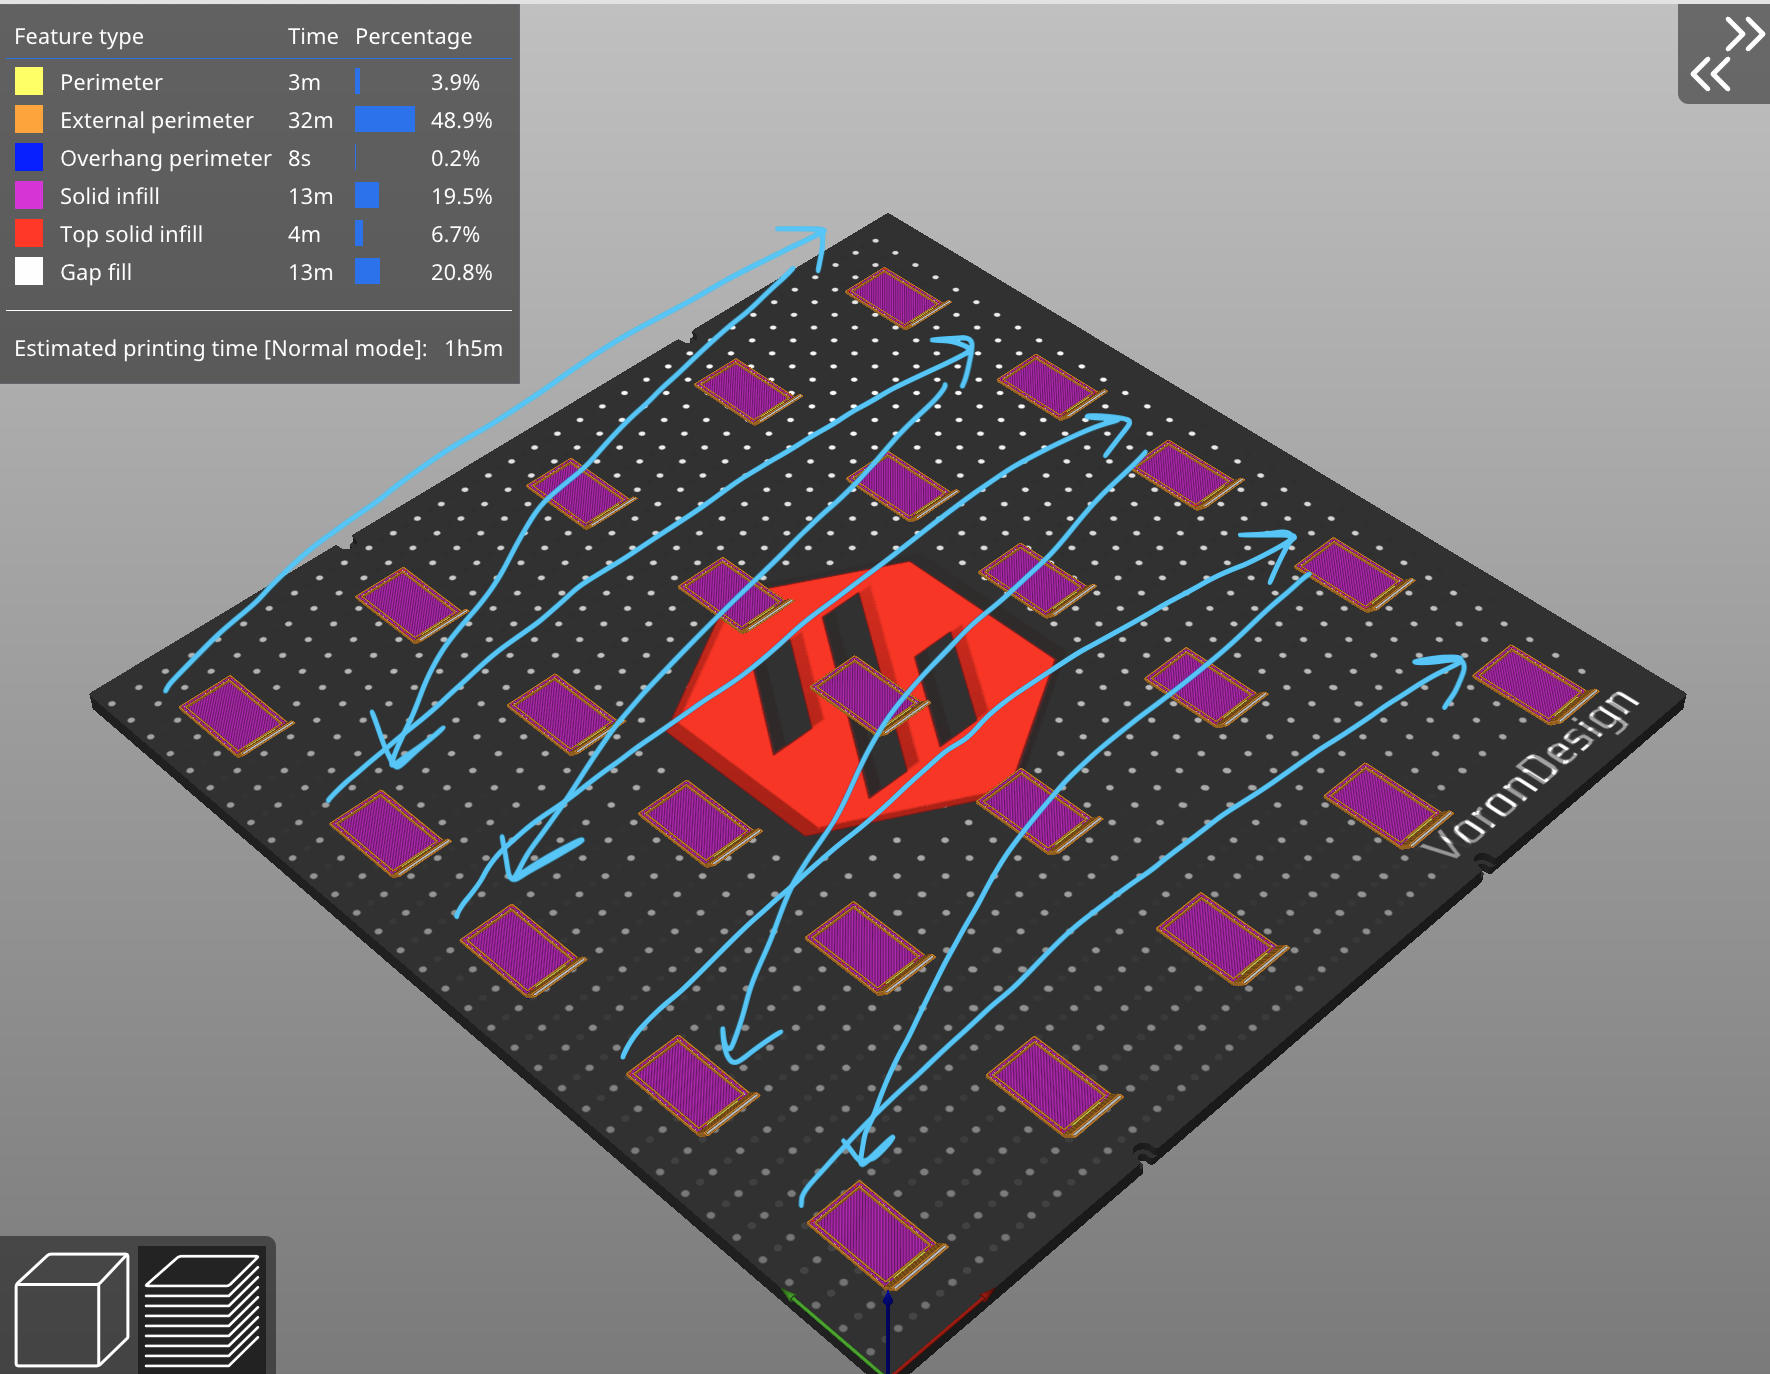 Feature type Time Percentage
Perimeter 3m 3.9%
External perimeter 32m 48.9%
Overhang perimeter 8s 0.2%
Solid infill 13m 19.5%
Top solid infill 4m 6.7%
Gap fill 13m 20.8%
Estimated printing time [Normal mode]: 1h5m
VoronDesign